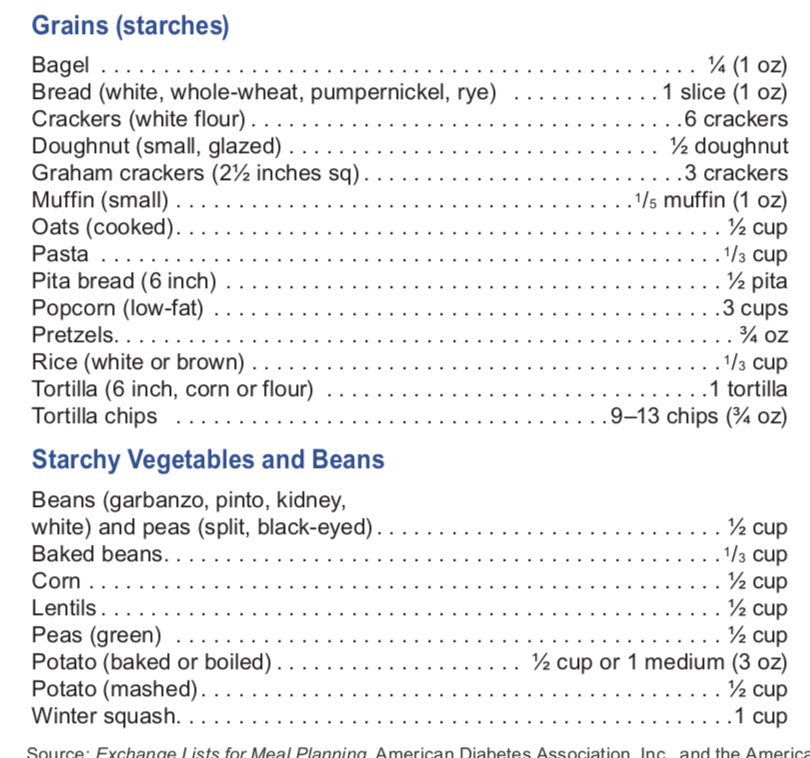 Grains (starches)
Bagel . . . . . . . . . . . . . . . . . . . . . . . . . . . . . . . . . . . . . . . . . . . . . . . ¼ (1 oz)
Bread (white, whole-wheat, pumpernickel, rye) . . . . . . . . . . . . 1 slice (1 oz)
Crackers (white flour) . . . . . . . . . . . . . . . . . . . . . . . . . . . . . . . . . . . 6 crackers
Doughnut (small, glazed) . . . . . . . . . . . . . . . . . . . . . . . . . . . . . . ½ doughnut
Graham crackers (2½ inches sq) . . . . . . . . . . . . . . . . . . . . . . . . . . 3 crackers
Muffin (small) . . . . . . . . . . . . . . . . . . . . . . . . . . . . . . . . . . . . . 1/5 muffin (1 oz)
Oats (cooked) . . . . . . . . . . . . . . . . . . . . . . . . . . . . . . . . . . . . . . . . . . . . ½ cup
Pasta . . . . . . . . . . . . . . . . . . . . . . . . . . . . . . . . . . . . . . . . . . . . . . . . . . 1/3 cup
Pita bread (6 inch) . . . . . . . . . . . . . . . . . . . . . . . . . . . . . . . . . . . . . . . . ½ pita
Popcorn (low-fat) . . . . . . . . . . . . . . . . . . . . . . . . . . . . . . . . . . . . . . . . . 3 cups
Pretzels . . . . . . . . . . . . . . . . . . . . . . . . . . . . . . . . . . . . . . . . . . . . . . . . . . ¾ oz
Rice (white or brown) . . . . . . . . . . . . . . . . . . . . . . . . . . . . . . . . . . . . . . 1/3 cup
Tortilla (6 inch, corn or flour) . . . . . . . . . . . . . . . . . . . . . . . . . . . . . . . 1 tortilla
Tortilla chips . . . . . . . . . . . . . . . . . . . . . . . . . . . . . . . . . . . 9–13 chips (¾ oz)
Starchy Vegetables and Beans
Beans (garbanzo, pinto, kidney,
white) and peas (split, black-eyed) . . . . . . . . . . . . . . . . . . . . . . . . . . . . ½ cup
Baked beans . . . . . . . . . . . . . . . . . . . . . . . . . . . . . . . . . . . . . . . . . . . . . 1/3 cup
Corn . . . . . . . . . . . . . . . . . . . . . . . . . . . . . . . . . . . . . . . . . . . . . . . . . . . ½ cup
Lentils . . . . . . . . . . . . . . . . . . . . . . . . . . . . . . . . . . . . . . . . . . . . . . . . . . ½ cup
Peas (green) . . . . . . . . . . . . . . . . . . . . . . . . . . . . . . . . . . . . . . . . . . . . ½ cup
Potato (baked or boiled) . . . . . . . . . . . . . . . . . . . . ½ cup or 1 medium (3 oz)
Potato (mashed) . . . . . . . . . . . . . . . . . . . . . . . . . . . . . . . . . . . . . . . . . . ½ cup
Winter squash . . . . . . . . . . . . . . . . . . . . . . . . . . . . . . . . . . . . . . . . . . . . 1 cup
Source: Exchange Lists for Meal Planning, American Diabetes Association, Inc., and the America